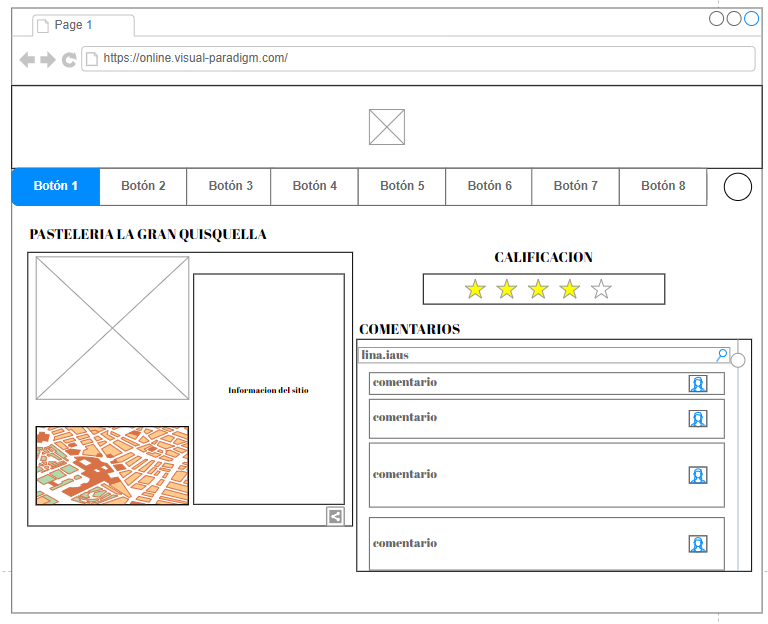 Page 1
https://online.visual-paradigm.com/
Botón 1 Botón 2 Botón 3 Botón 4 Botón 5 Botón 6 Botón 7 Botón 8
PASTELERIA LA GRAN QUISQUELLA
CALIFICACION
COMENTARIOS
lina.iaus
comentario
Informacion del sitio
comentario
comentario
comentario